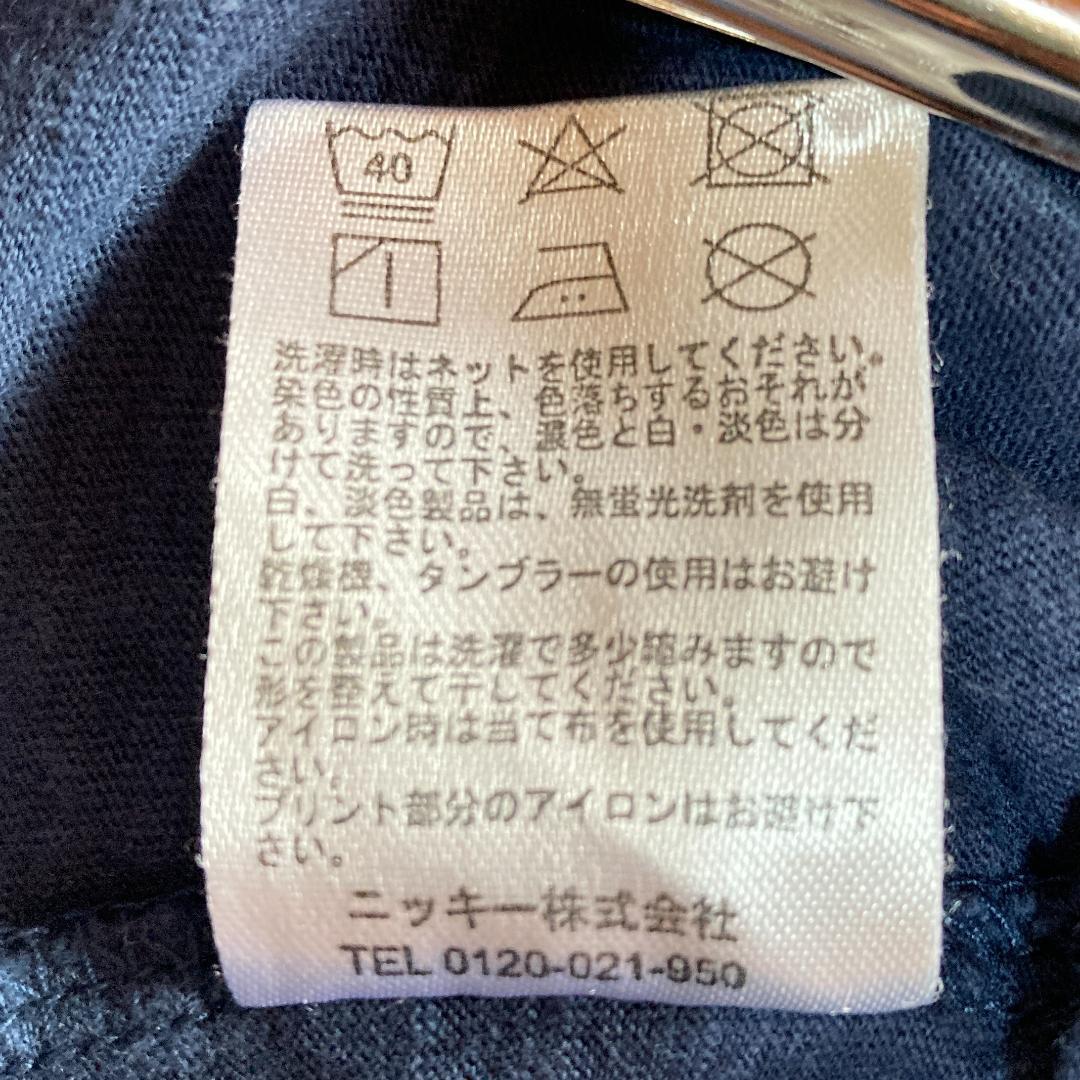 40
洗濯時はネットを使用してください。
染色の性質上、色落ちするおそれが
ありますので、濃色と白・淡色は分
けて洗って下さい。
白、淡色製品は、無蛍光洗剤を使用
して下さい。
乾燥機、タンブラーの使用はお避け
下さい。
この製品は洗濯で多少縮みますので
形を整えて干してください。
アイロン時は当て布を使用してくだ
さい。
プリント部分のアイロンはお避け下
さい。
ニッキー株式会社
TEL 0120-021-950